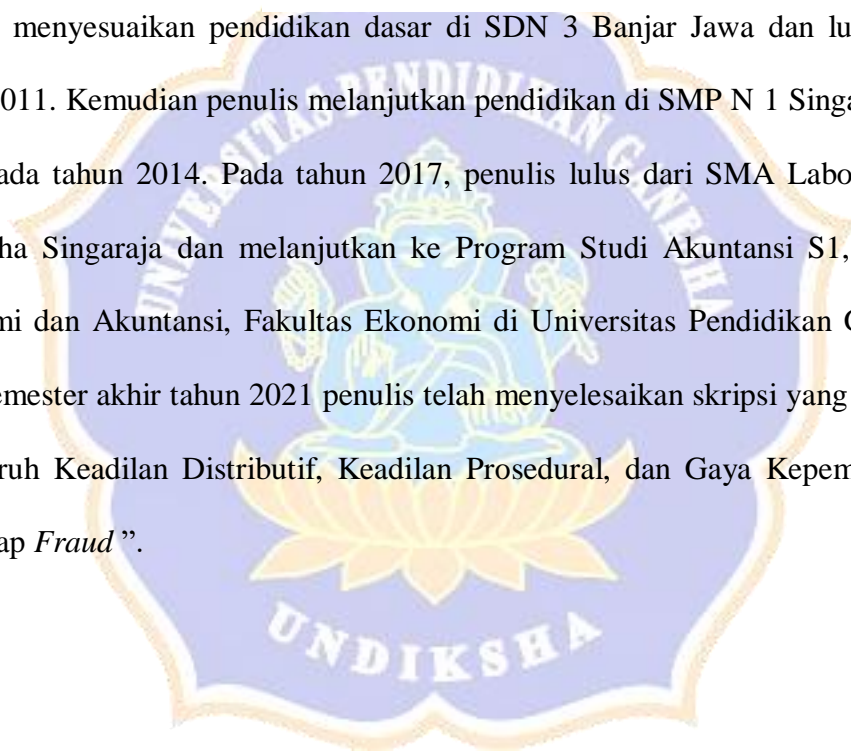 menyesuaikan pendidikan dasar di SDN 3 Banjar Jawa dan lu
011. Kemudian penulis melanjutkan pendidikan di SMP N 1 Singa
ada tahun 2014. Pada tahun 2017, penulis lulus dari SMA Labo
ha Singaraja dan melanjutkan ke Program Studi Akuntansi S1,
mi dan Akuntansi, Fakultas Ekonomi di Universitas Pendidikan G
emester akhir tahun 2021 penulis telah menyelesaikan skripsi yang
ruh Keadilan Distributif, Keadilan Prosedural, dan Gaya Kepem
ap Fraud ”.
UNIVERSITAS PENDIDIKAN GANESHA
UNDIKSHA